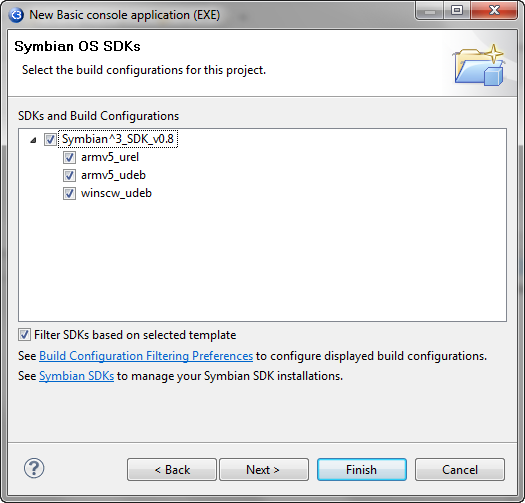 New Basic console application (EXE)
Symbian OS SDKs
Select the build configurations for this project.
SDKs and Build Configurations
Symbian^3_SDK_v0.8
armv5_urel
armv5_udeb
winscw_udeb
Filter SDKs based on selected template
See Build Configuration Filtering Preferences to configure displayed build configurations.
See Symbian SDKs to manage your Symbian SDK installations.
? < Back Next > Finish Cancel